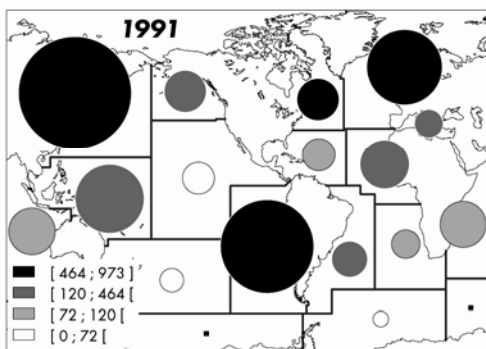 1991
[ 464 ; 973 ] ’
[ 120 ; 464 [
[ 72 ; 120 [
[ 0 ; 72 [